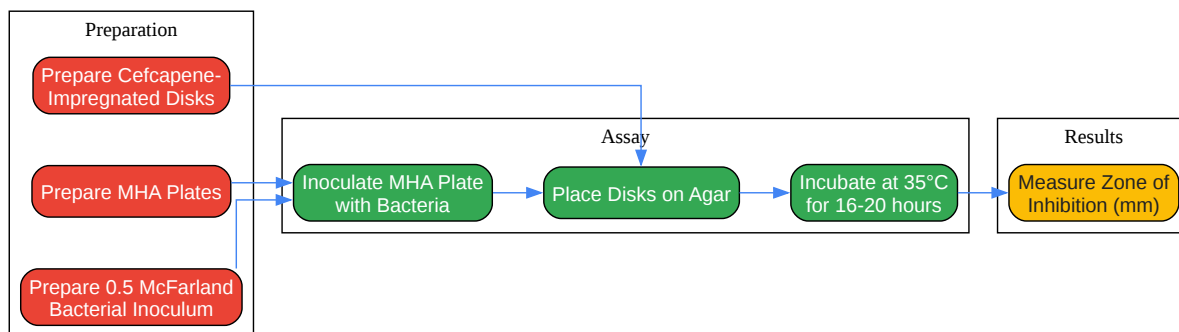 Preparation
Prepare Cefcapene-
Impregnated Disks
Prepare MHA Plates
Prepare 0.5 McFarland
Bacterial Inoculum
Assay
Inoculate MHA Plate
with Bacteria
Place Disks on Agar
Incubate at 35°C
for 16-20 hours
Results
Measure Zone of
Inhibition (mm)